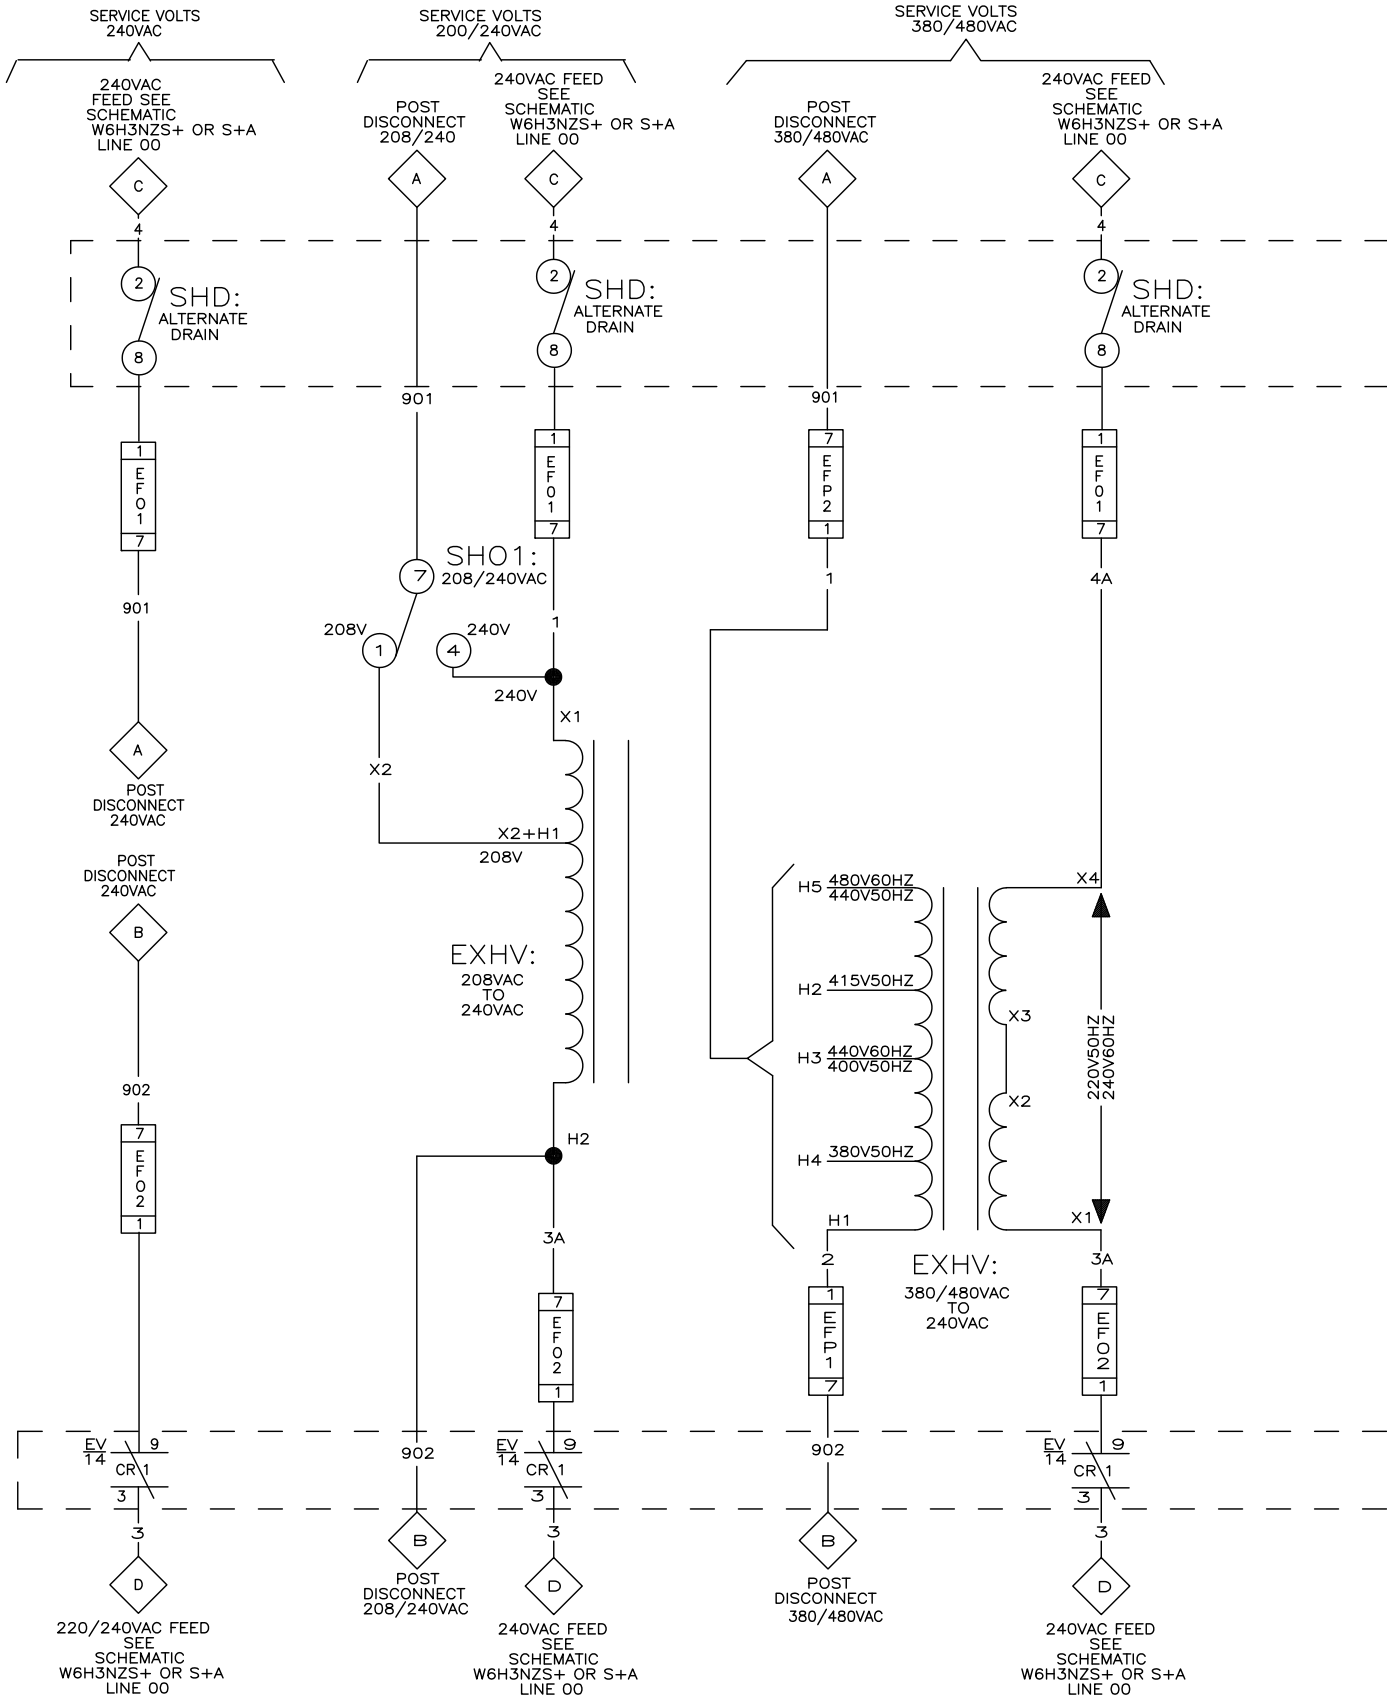 SERVICE VOLTS
240VAC
240VAC
FEED SEE
SCHEMATIC
W6H3NZS+ OR S+A
LINE 00
C
4
2
SHD:
ALTERNATE
DRAIN
8
1
EF01
7
901
A
POST
DISCONNECT
240VAC
POST
DISCONNECT
240VAC
B
902
7
EF02
1
EV
14
9
CR 1
3
3
D
220/240VAC FEED
SEE
SCHEMATIC
W6H3NZS+ OR S+A
LINE 00
SERVICE VOLTS
200/240VAC
POST
DISCONNECT
208/240
A
901
SH01:
208/240VAC
7
208V
1
240V
4
240V
X2
240VAC FEED
SEE
SCHEMATIC
W6H3NZS+ OR S+A
LINE 00
C
4
2
SHD:
ALTERNATE
DRAIN
8
1
EF01
7
1
X1
X2+H1
208V
EXHV:
208VAC
TO
240VAC
H2
3A
7
EF02
1
902
B
POST
DISCONNECT
208/240VAC
EV
14
9
CR 1
3
3
D
240VAC FEED
SEE
SCHEMATIC
W6H3NZS+ OR S+A
LINE 00
SERVICE VOLTS
380/480VAC
POST
DISCONNECT
380/480VAC
A
901
7
EFP2
1
1
H5 480V60HZ
440V50HZ
H2 415V50HZ
H3 440V60HZ
400V50HZ
H4 380V50HZ
H1
2
1
EFP1
7
902
B
POST
DISCONNECT
380/480VAC
240VAC FEED
SEE
SCHEMATIC
W6H3NZS+ OR S+A
LINE 00
C
4
2
SHD:
ALTERNATE
DRAIN
8
1
EF01
7
4A
X4
X3
X2
X1
220V50HZ
240V60HZ
EXHV:
380/480VAC
TO
240VAC
3A
7
EF02
1
EV
14
9
CR 1
3
3
D
240VAC FEED
SEE
SCHEMATIC
W6H3NZS+ OR S+A
LINE 00